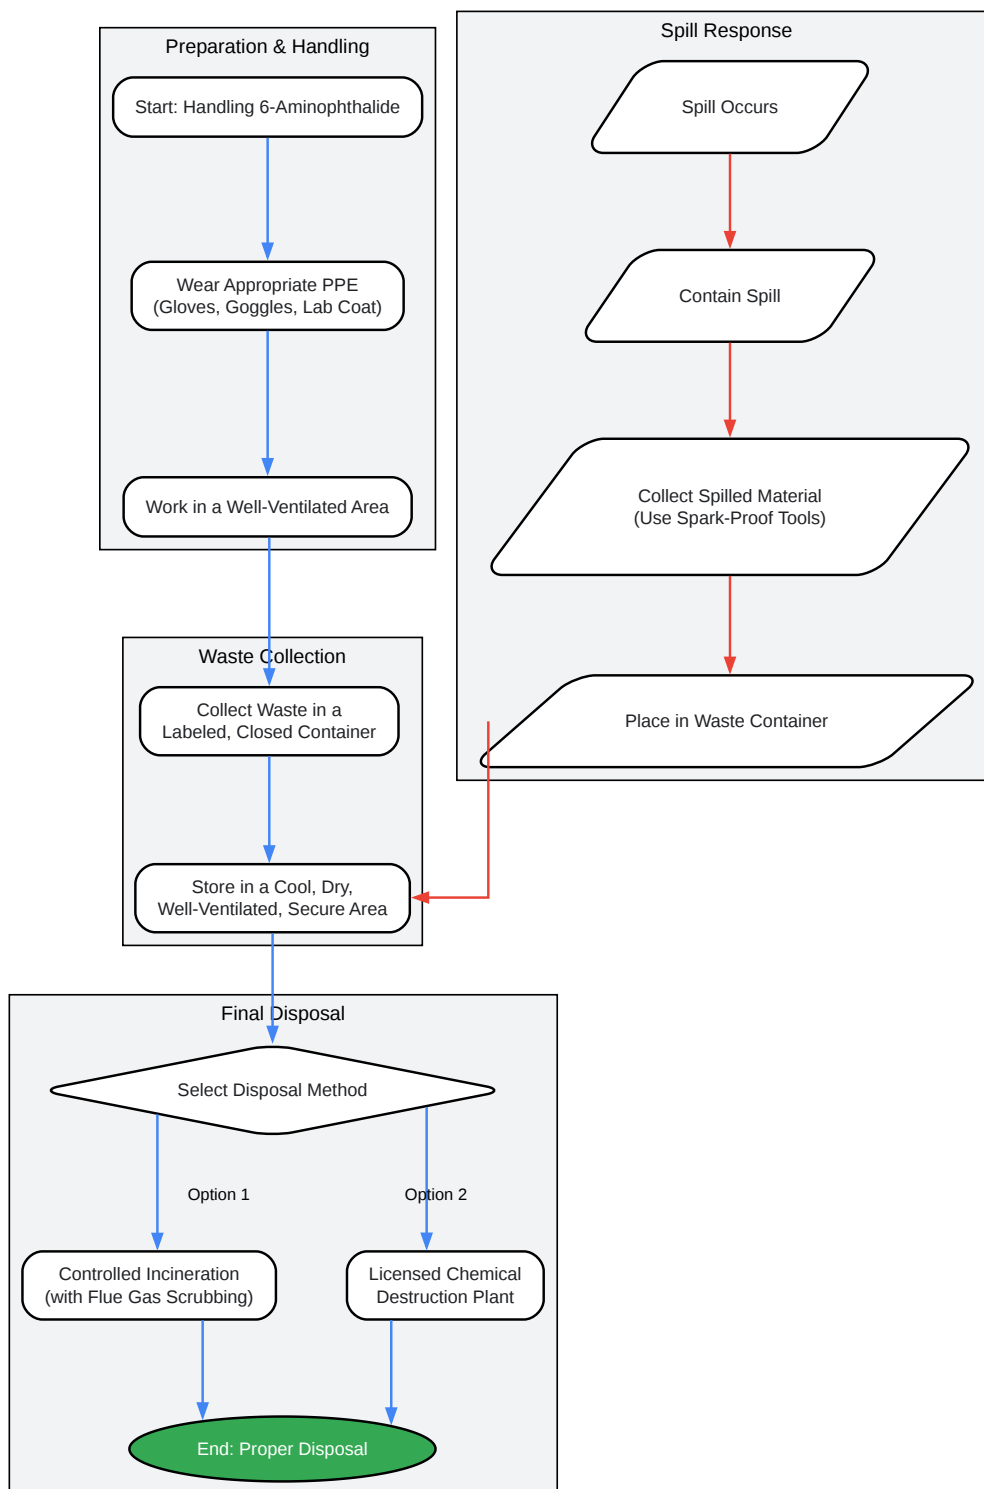 Preparation & Handling
Start: Handling 6-Aminophthalide
Wear Appropriate PPE
(Gloves, Goggles, Lab Coat)
Work in a Well-Ventilated Area
Spill Response
Spill Occurs
Contain Spill
Collect Spilled Material
(Use Spark-Proof Tools)
Place in Waste Container
Waste Collection
Collect Waste in a
Labeled, Closed Container
Store in a Cool, Dry,
Well-Ventilated, Secure Area
Final Disposal
Select Disposal Method
Option 1
Option 2
Controlled Incineration
(with Flue Gas Scrubbing)
Licensed Chemical
Destruction Plant
End: Proper Disposal